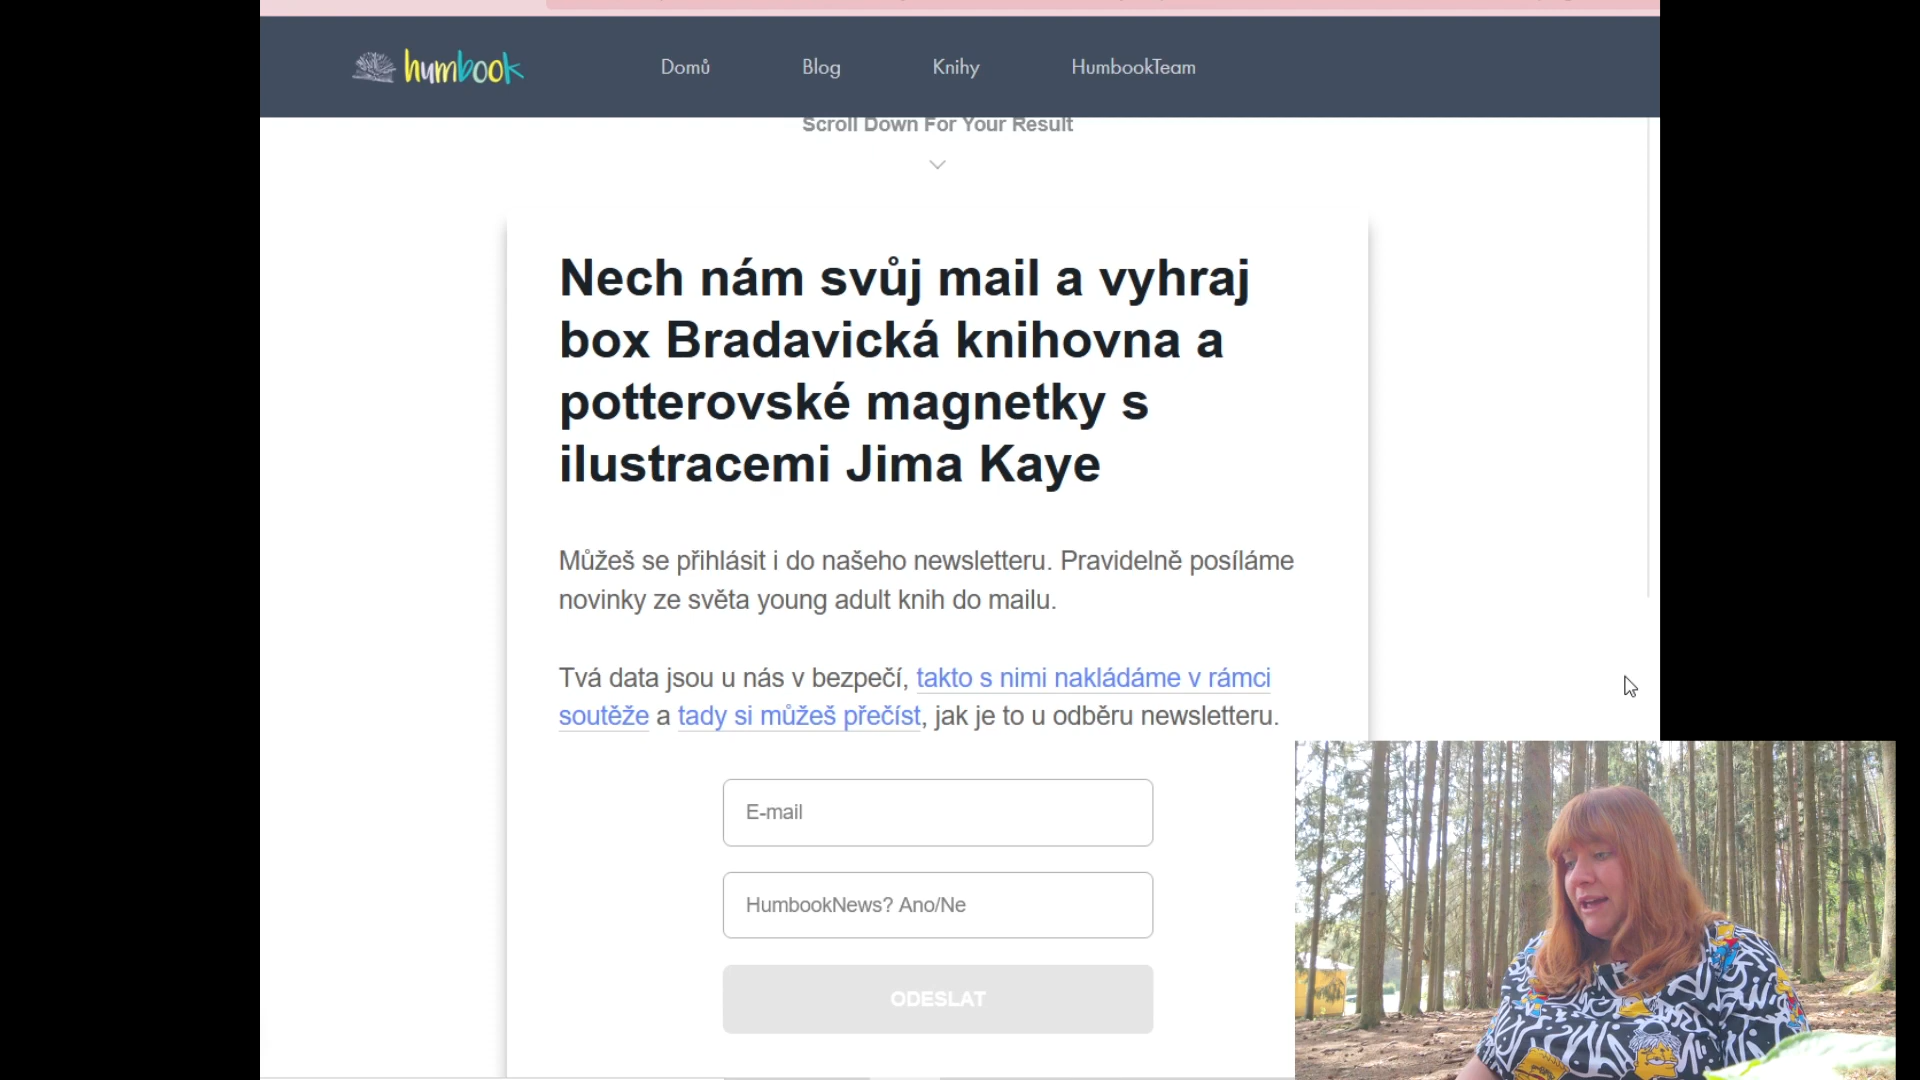 humbook
Domů
Blog
Knihy
HumbookTeam
Scroll Down For Your Result
Nech nám svůj mail a vyhraj
box Bradavická knihovna a
potterovské magnetky s
ilustracemi Jima Kaye
Můžeš se přihlásit i do našeho newsletteru. Pravidelně posíláme
novinky ze světa young adult knih do mailu.
Tvá data jsou u nás v bezpečí, takto s nimi nakládáme v rámci
soutěže a tady si můžeš přečíst, jak je to u odběru newsletteru.
E-mail
HumbookNews? Ano/Ne
ODESLAT